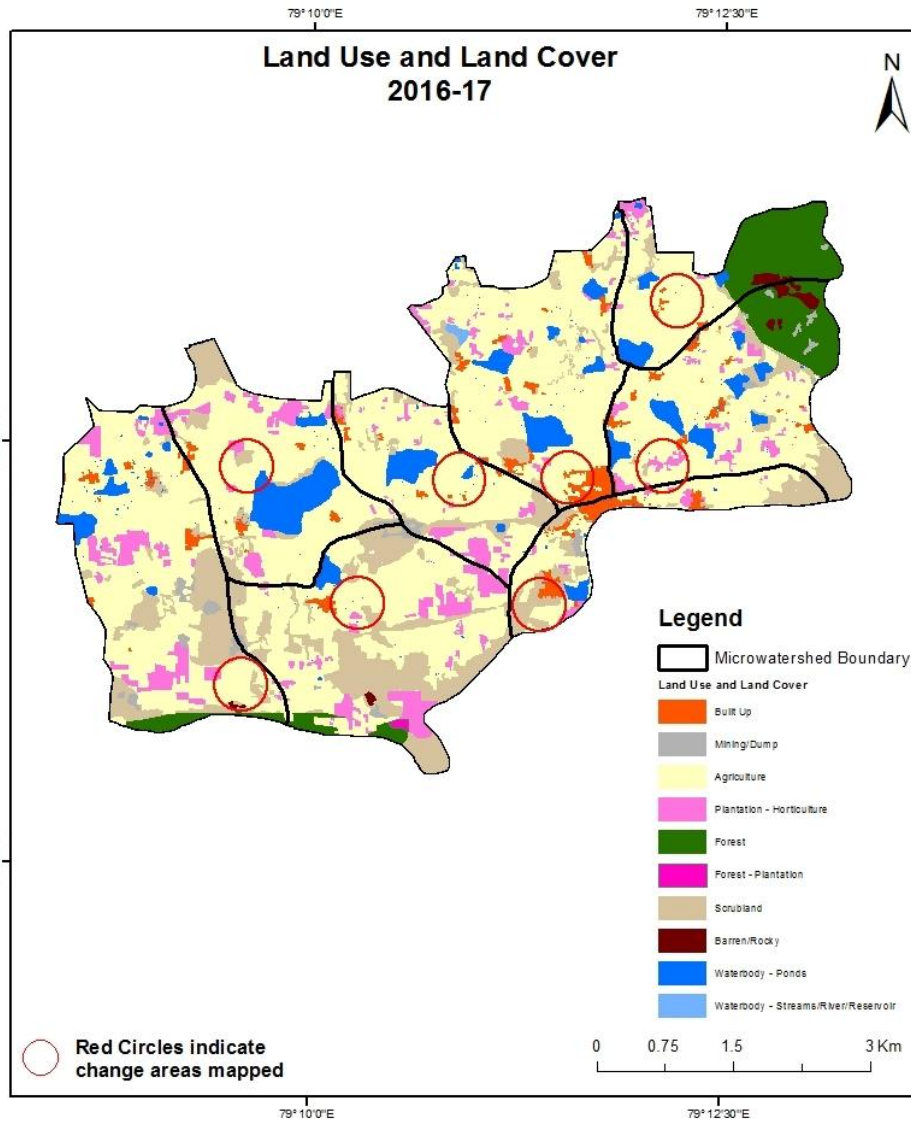 79° 10'0"E
79° 12'30"E
Land Use and Land Cover
2016-17
N
Legend
Microwatershed Boundary
Land Use and Land Cover
Built Up
Mining/Dump
Agriculture
Plantation - Horticulture
Forest
Forest - Plantation
Scrubland
Barren/Rocky
Waterbody - Ponds
Waterbody - Streams/River/Reservoir
Red Circles indicate
change areas mapped
0 0.75 1.5 3 Km
79° 10'0"E
79° 12'30"E